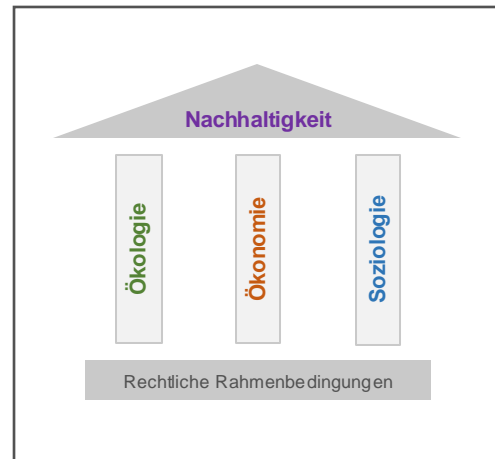 Nachhaltigkeit
Ökologie
Ökonomie
Soziologie
Rechtliche Rahmenbedingungen